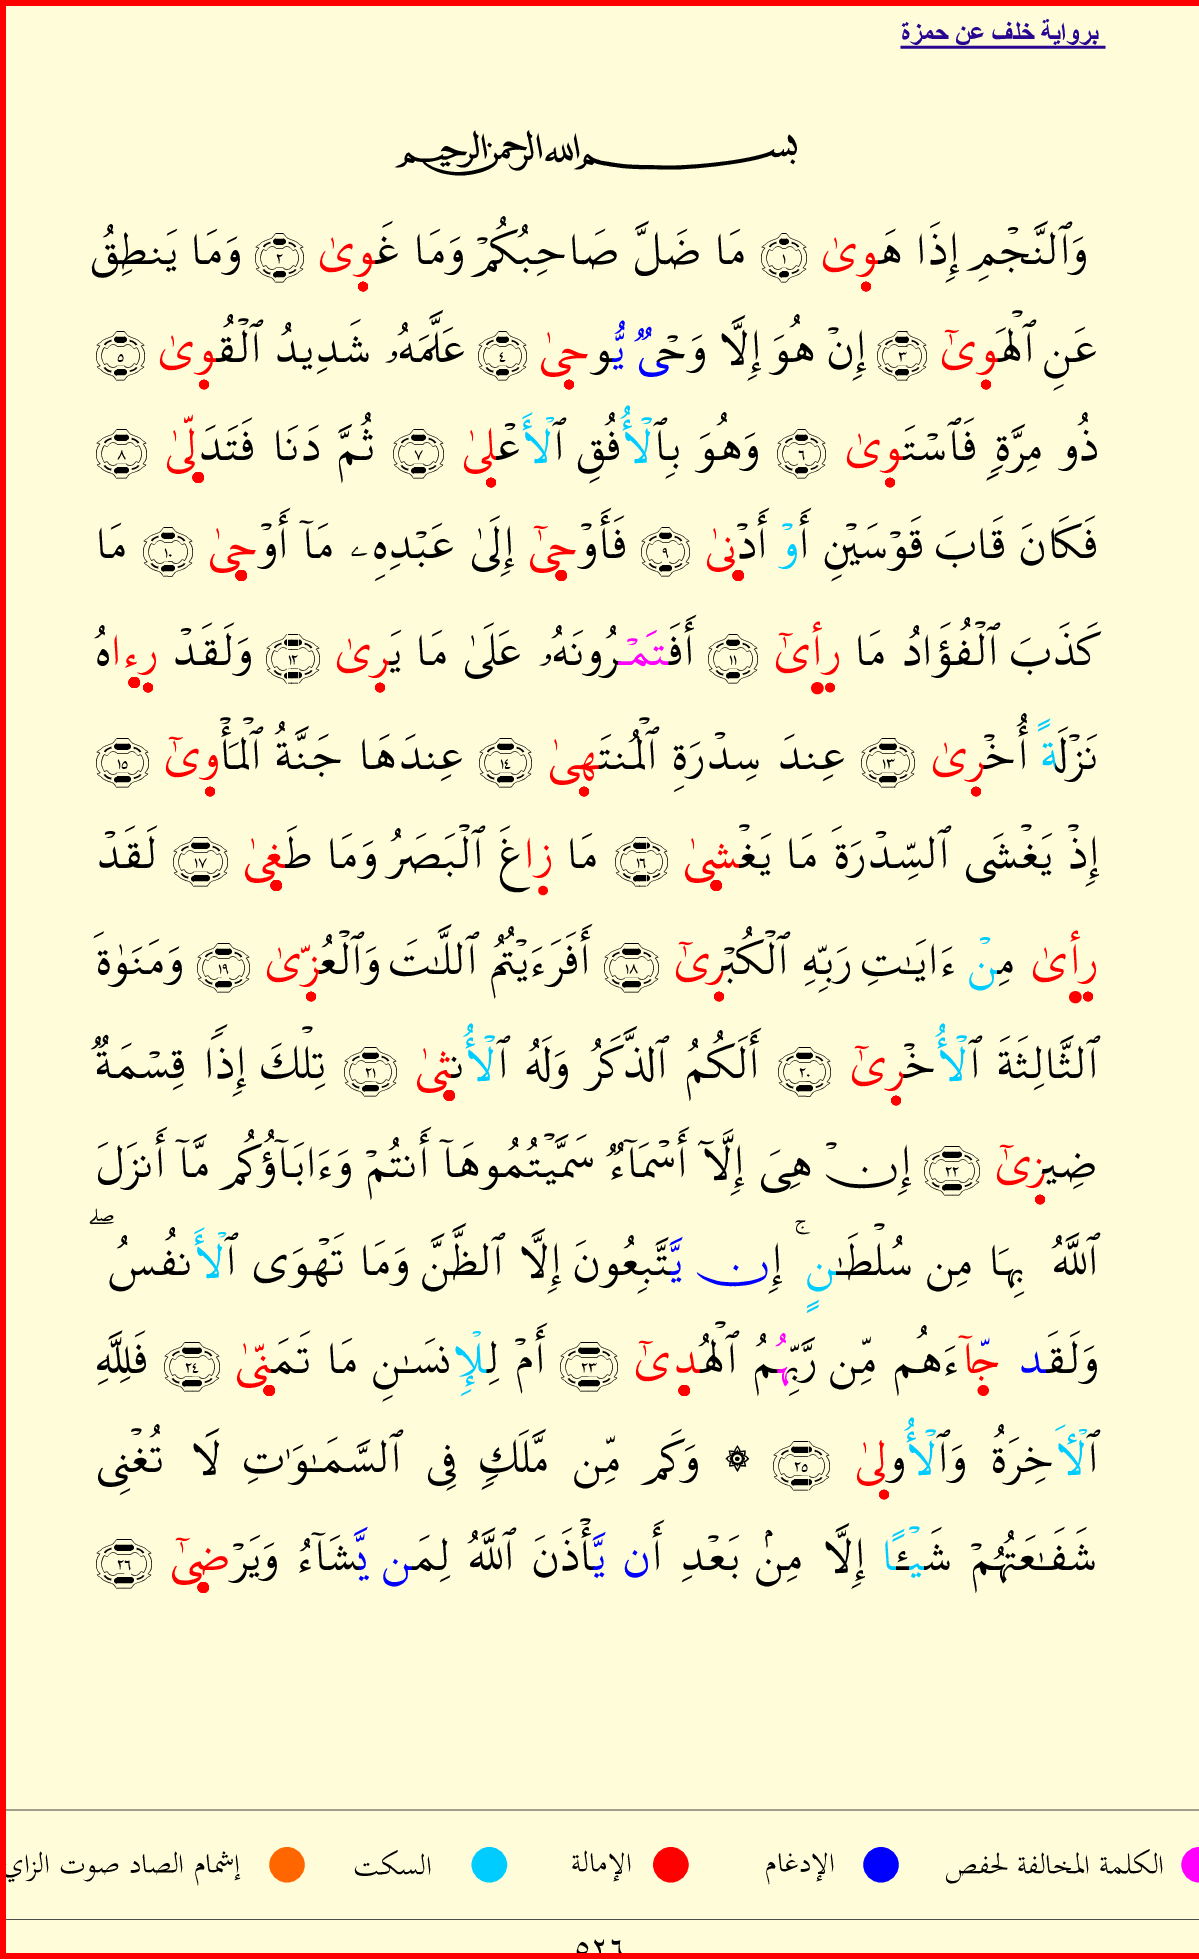 برواية خلف عن حمزة
بسم الله الرحمن الرحيم
وَٱلنَّجْمِ إِذَا هَوٜىٰ ١ مَا ضَلَّ صَاحِبُكُمْ وَمَا غَوٜىٰ ٢ وَمَا يَنطِقُ
عَنِ ٱلْهَوٜىٰٓ ٣ إِنْ هُوَ إِلَّا وَحْىٌ يُّوحٜىٰ ٤ عَلَّمَهُۥ شَدِيدُ ٱلْقُوٜىٰ ٥
ذُو مِرَّةٍ فَٱسْتَوٜىٰ ٦ وَهُوَ بِٱلْأُفُقِ ٱلْأَعْلٜىٰ ٧ ثُمَّ دَنَا فَتَدَلّٜىٰ ٨
فَكَانَ قَابَ قَوْسَيْنِ أَوْ أَدْنٜىٰ ٩ فَأَوْحٜىٰٓ إِلَىٰ عَبْدِهِۦ مَآ أَوْحٜىٰ ١٠ مَا
كَذَبَ ٱلْفُؤَادُ مَا رٜأٜىٰٓ ١١ أَفَتَمْرُونَهُۥ عَلَىٰ مَا يَرٜىٰ ١٢ وَلَقَدْ رٜءٜاهُ
نَزْلَةً أُخْرٜىٰ ١٣ عِندَ سِدْرَةِ ٱلْمُنتَهٜىٰ ١٤ عِندَهَا جَنَّةُ ٱلْمَأْوٜىٰٓ ١٥
إِذْ يَغْشَى ٱلسِّدْرَةَ مَا يَغْشٜىٰ ١٦ مَا زٜاغَ ٱلْبَصَرُ وَمَا طَغٜىٰ ١٧ لَقَدْ
رٜأٜىٰ مِنْ ءَايَـٰتِ رَبِّهِ ٱلْكُبْرٜىٰٓ ١٨ أَفَرَءَيْتُمُ ٱللَّـٰتَ وَٱلْعُزّٜىٰ ١٩ وَمَنَوٰةَ
ٱلثَّالِثَةَ ٱلْأُخْرٜىٰٓ ٢٠ أَلَكُمُ ٱلذَّكَرُ وَلَهُ ٱلْأُنثٜىٰ ٢١ تِلْكَ إِذًا قِسْمَةٌ
ضِيزٜىٰٓ ٢٢ إِنْ هِىَ إِلَّآ أَسْمَآءٌ سَمَّيْتُمُوهَآ أَنتُمْ وَءَابَآؤُكُم مَّآ أَنزَلَ
ٱللَّهُ بِهَا مِن سُلْطَـٰنٍ ۚ إِن يَّتَّبِعُونَ إِلَّا ٱلظَّنَّ وَمَا تَهْوَى ٱلْأَنفُسُ ۖ
وَلَقَد جّٜآءَهُم مِّن رَّبِّهُمُ ٱلْهُدٜىٰٓ ٢٣ أَمْ لِلْإِنسَـٰنِ مَا تَمَنّٜىٰ ٢٤ فَلِلَّهِ
ٱلْـَٔاخِرَةُ وَٱلْأُولٜىٰ ٢٥ ۞ وَكَم مِّن مَّلَكٍ فِى ٱلسَّمَـٰوَٰتِ لَا تُغْنِى
شَفَـٰعَتُهُمْ شَيْـًٔا إِلَّا مِنۢ بَعْدِ أَن يَّأْذَنَ ٱللَّهُ لِمَن يَّشَآءُ وَيَرْضٜىٰٓ ٢٦
الكلمة المخالفة لحفص الإدغام الإمالة السكت إشمام الصاد صوت الزاي
٥٢٦